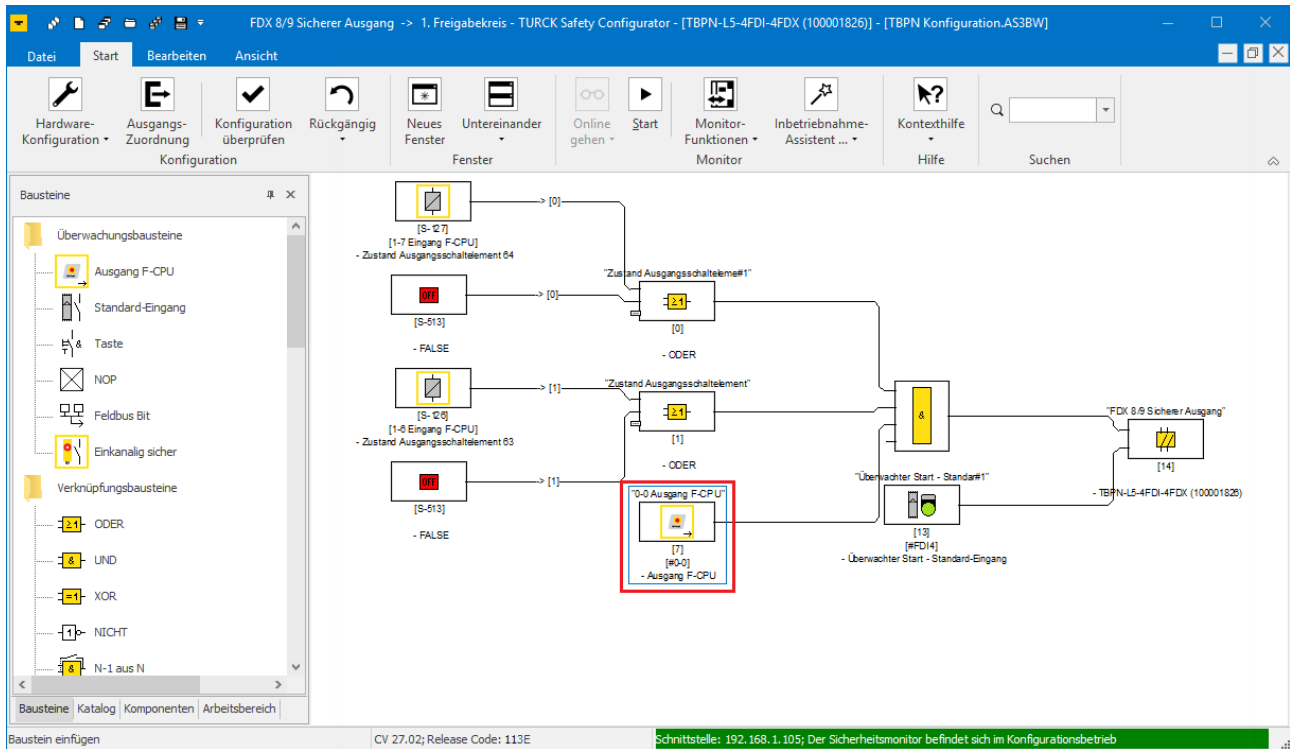 FDX 8/9 Sicherer Ausgang -> 1. Freigabekreis - TURCK Safety Configurator - [TBPN-L5-4FDI-4FDX (100001826)] - [TBPN Konfiguration.AS3BW]
Datei Start Bearbeiten Ansicht
Hardware-
Konfiguration
Ausgangs-
Zuordnung
Konfiguration
überprüfen
Rückgängig
Neues
Fenster
Untereinander
Online
gehen
Start
Monitor-
Funktionen
Inbetriebnahme-
Assistent ...
Kontexthilfe
Konfiguration Fenster Monitor Hilfe Suchen
Bausteine
Überwachungsbausteine
Ausgang F-CPU
Standard-Eingang
Taste
NOP
Feldbus Bit
Einkanalig sicher
Verknüpfungsbausteine
ODER
UND
XOR
NICHT
N-1 aus N
Bausteine Katalog Komponenten Arbeitsbereich
-> [0]
[S-127]
[1-7 Eingang F-CPU]
- Zustand Ausgangsschaltelement 64
OFF
-> [0]
[S-513]
- FALSE
"Zustand Ausgangsschalteleme#1"
≥1
[0]
- ODER
-> [1]
[S-126]
[1-6 Eingang F-CPU]
- Zustand Ausgangsschaltelement 63
OFF
-> [1]
[S-513]
- FALSE
"Zustand Ausgangsschaltelement"
≥1
[1]
- ODER
"0-0 Ausgang F-CPU"
[7]
[#0-0]
- Ausgang F-CPU
&
"Überwachter Start - Standar#1"
[13]
[#FDI4]
- Überwachter Start - Standard-Eingang
"FDX 8/9 Sicherer Ausgang"
[14]
- TBPN-L5-4FDI-4FDX (100001826)
Baustein einfügen
CV 27.02; Release Code: 113E
Schnittstelle: 192.168.1.105; Der Sicherheitsmonitor befindet sich im Konfigurationsbetrieb